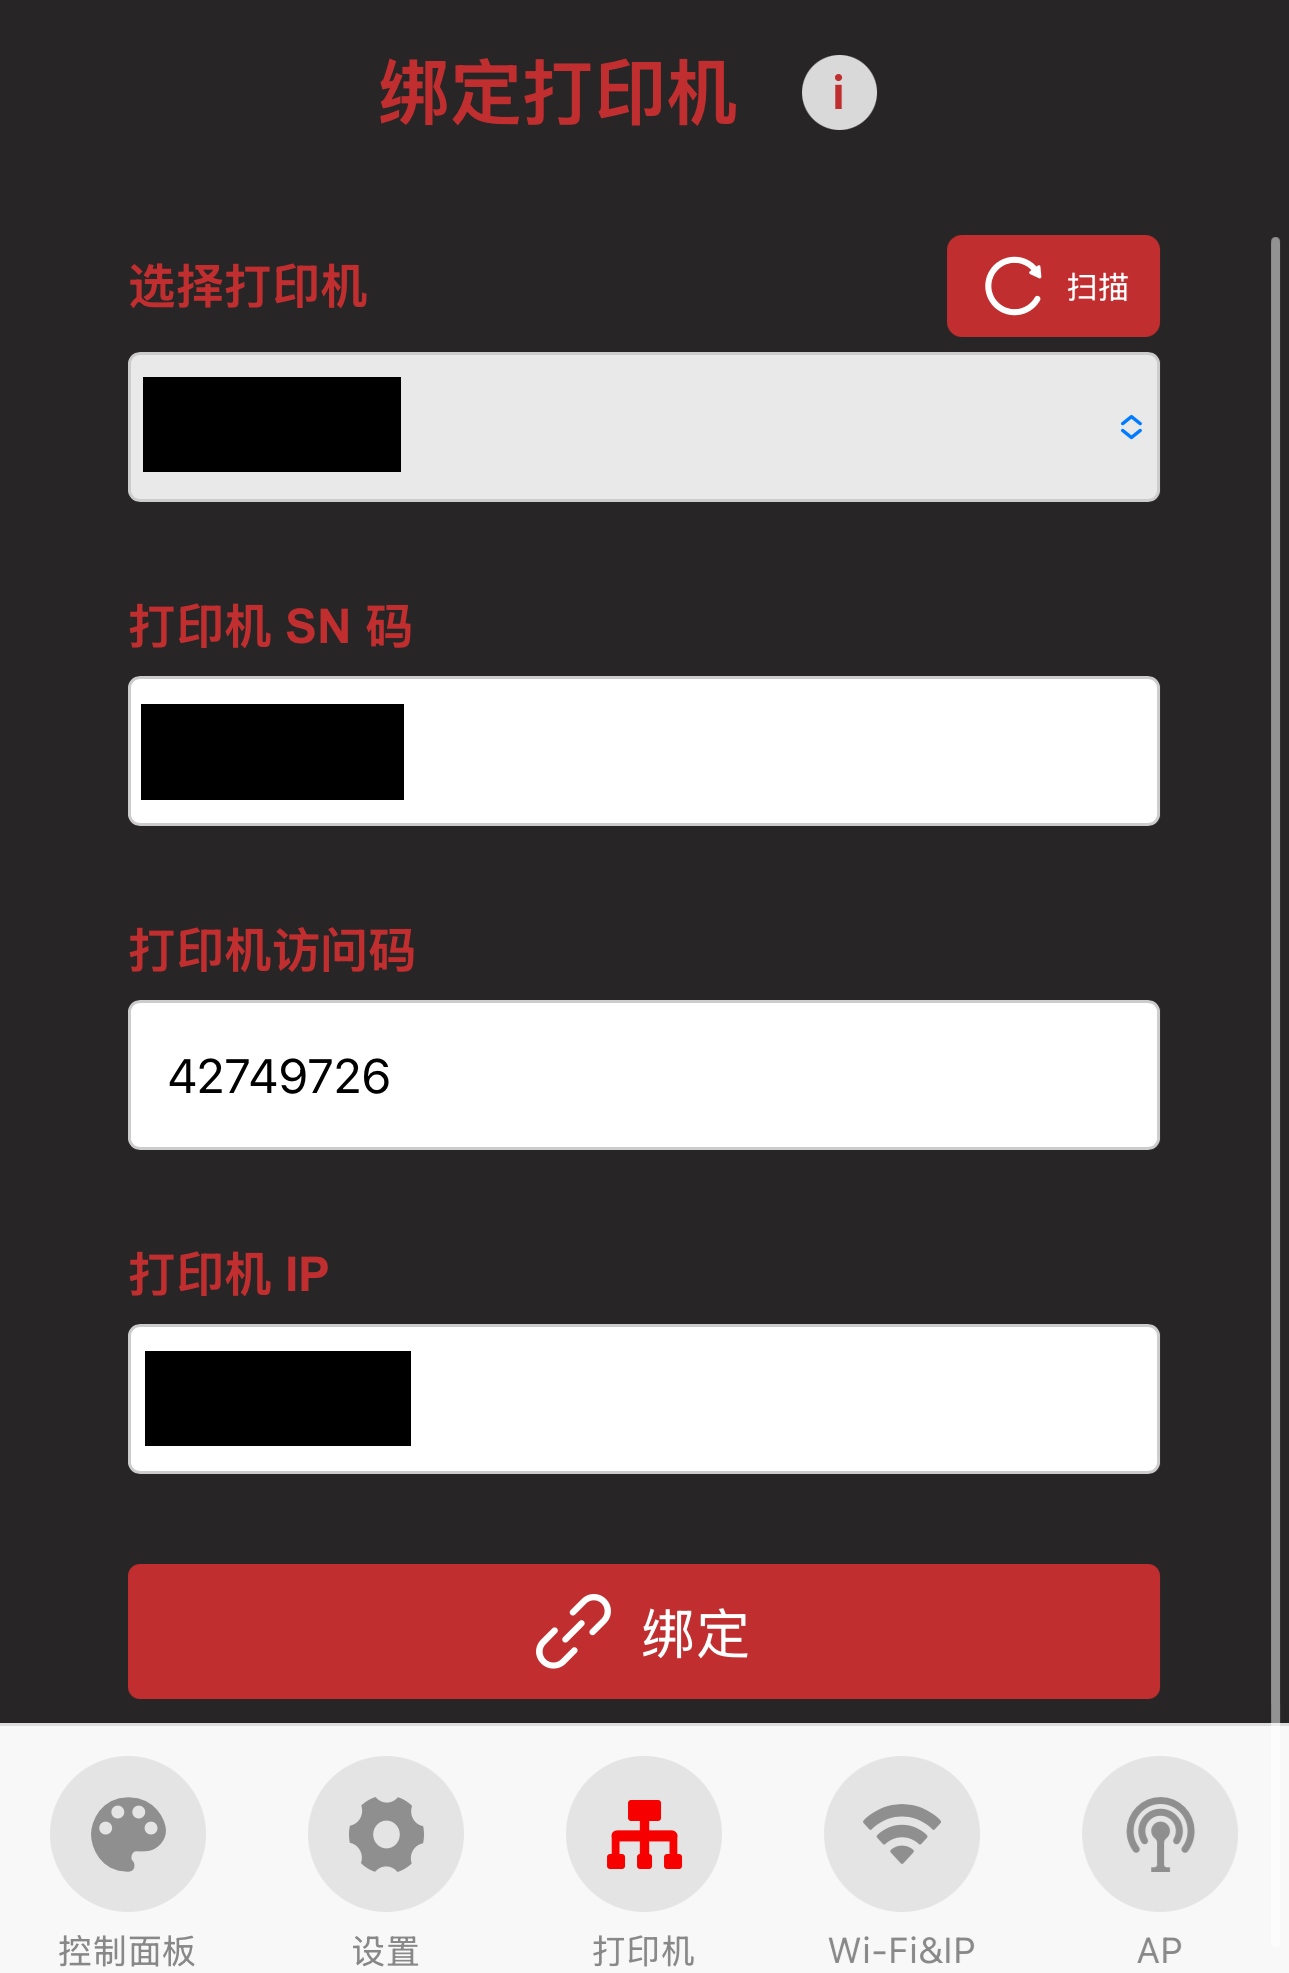 绑定打印机
i
选择打印机
扫描
打印机 SN 码
打印机访问码
42749726
打印机 IP
绑定
控制面板
设置
打印机
Wi-Fi&IP
AP